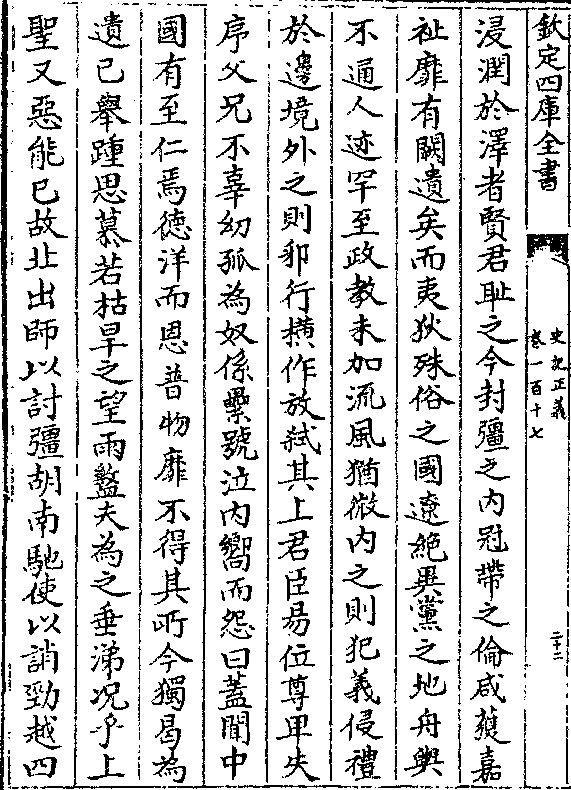 欽定四庫全書
史記正義
卷一百十七
二十二
浸潤於澤者賢君恥之今封疆之內冠帶之倫咸獲嘉
祉靡有闕遺矣而夷狄殊俗之國遼絕異黨之地舟輿
不通人迹罕至政教未加流風猶微內之則犯義侵禮
於邊境外之則邪行橫作放弒其上君臣易位尊卑失
序父兄不辜幼孤為奴係纍號泣內嚮而怨曰蓋聞中
國有至仁焉德洋而恩普物靡不得其所今獨曷為
遺已舉踵思慕若枯旱之望雨盭夫為之垂涕况乎上
聖又惡能已故北出師以討彊胡南馳使以誚勁越四